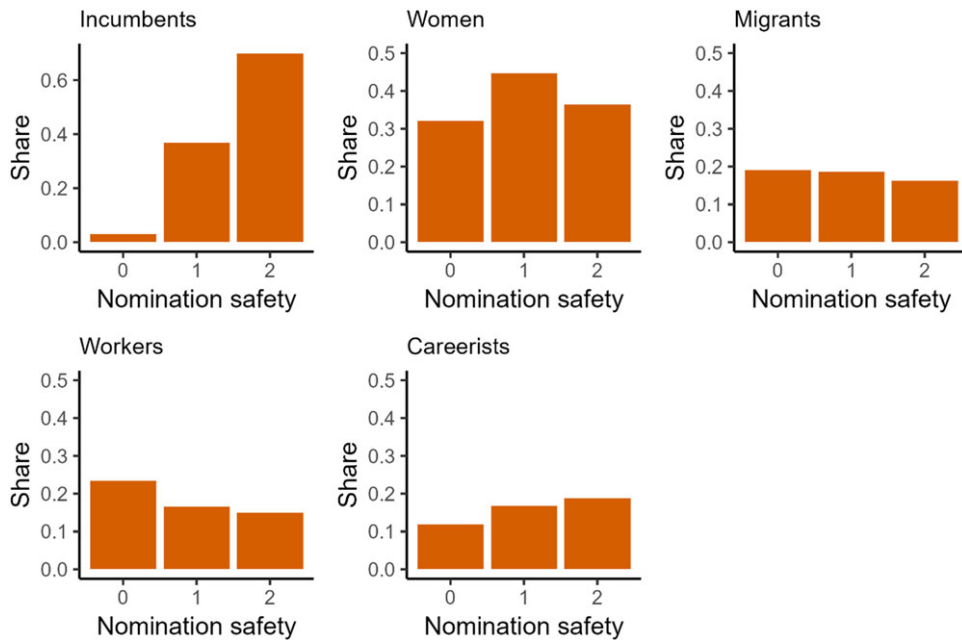 Incumbents
Share
0.6
0.4
0.2
0.0
0 1 2
Nomination safety
Women
Share
0.5
0.4
0.3
0.2
0.1
0.0
0 1 2
Nomination safety
Migrants
Share
0.5
0.4
0.3
0.2
0.1
0.0
0 1 2
Nomination safety
Workers
Share
0.5
0.4
0.3
0.2
0.1
0.0
0 1 2
Nomination safety
Careerists
Share
0.5
0.4
0.3
0.2
0.1
0.0
0 1 2
Nomination safety